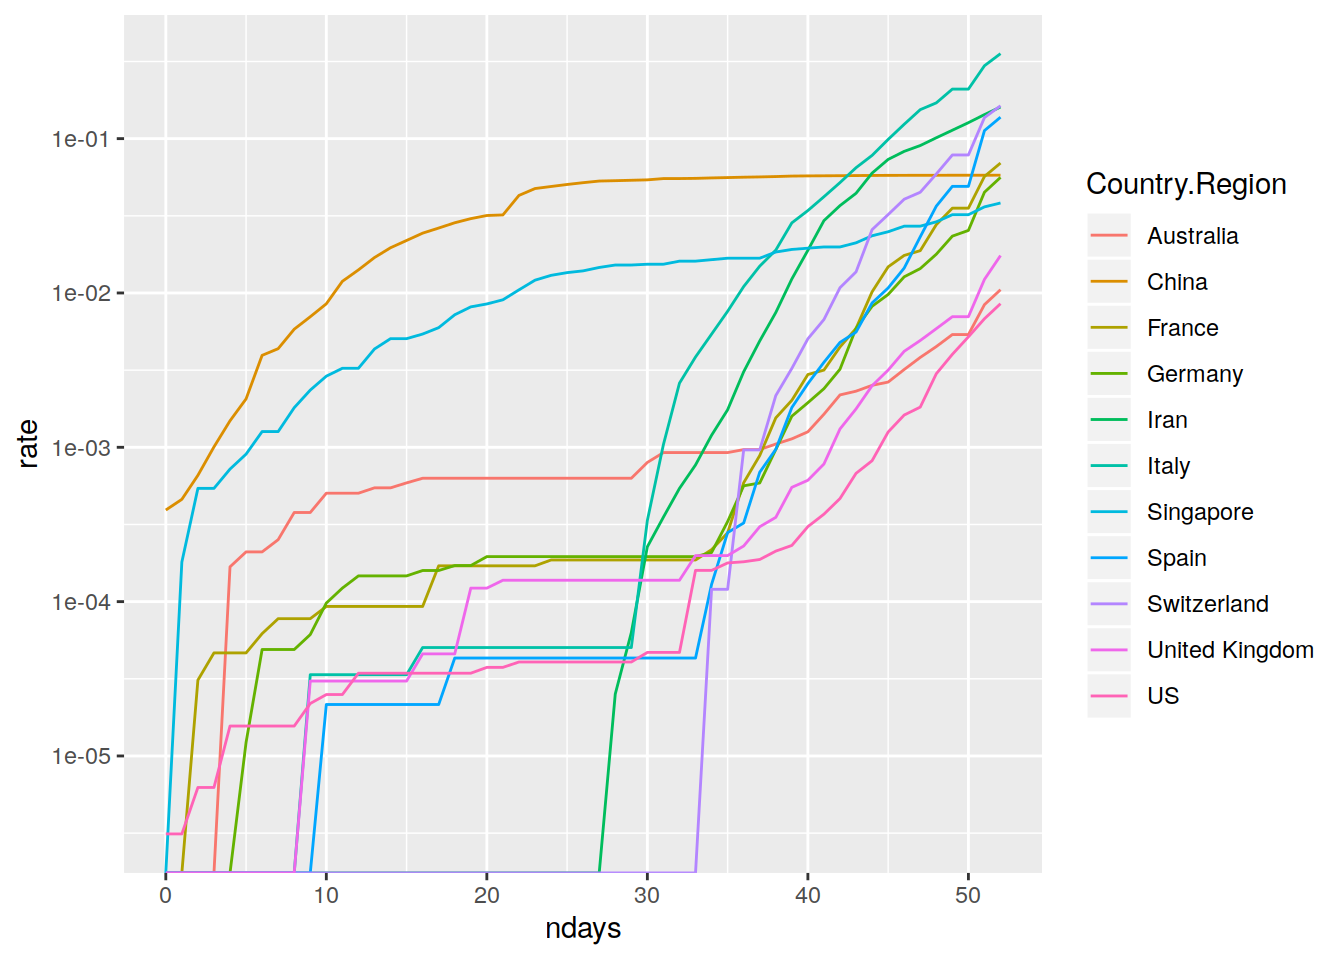 rate
1e-01
1e-02
1e-03
1e-04
1e-05
0 10 20 30 40 50
ndays
Country.Region
Australia
China
France
Germany
Iran
Italy
Singapore
Spain
Switzerland
United Kingdom
US